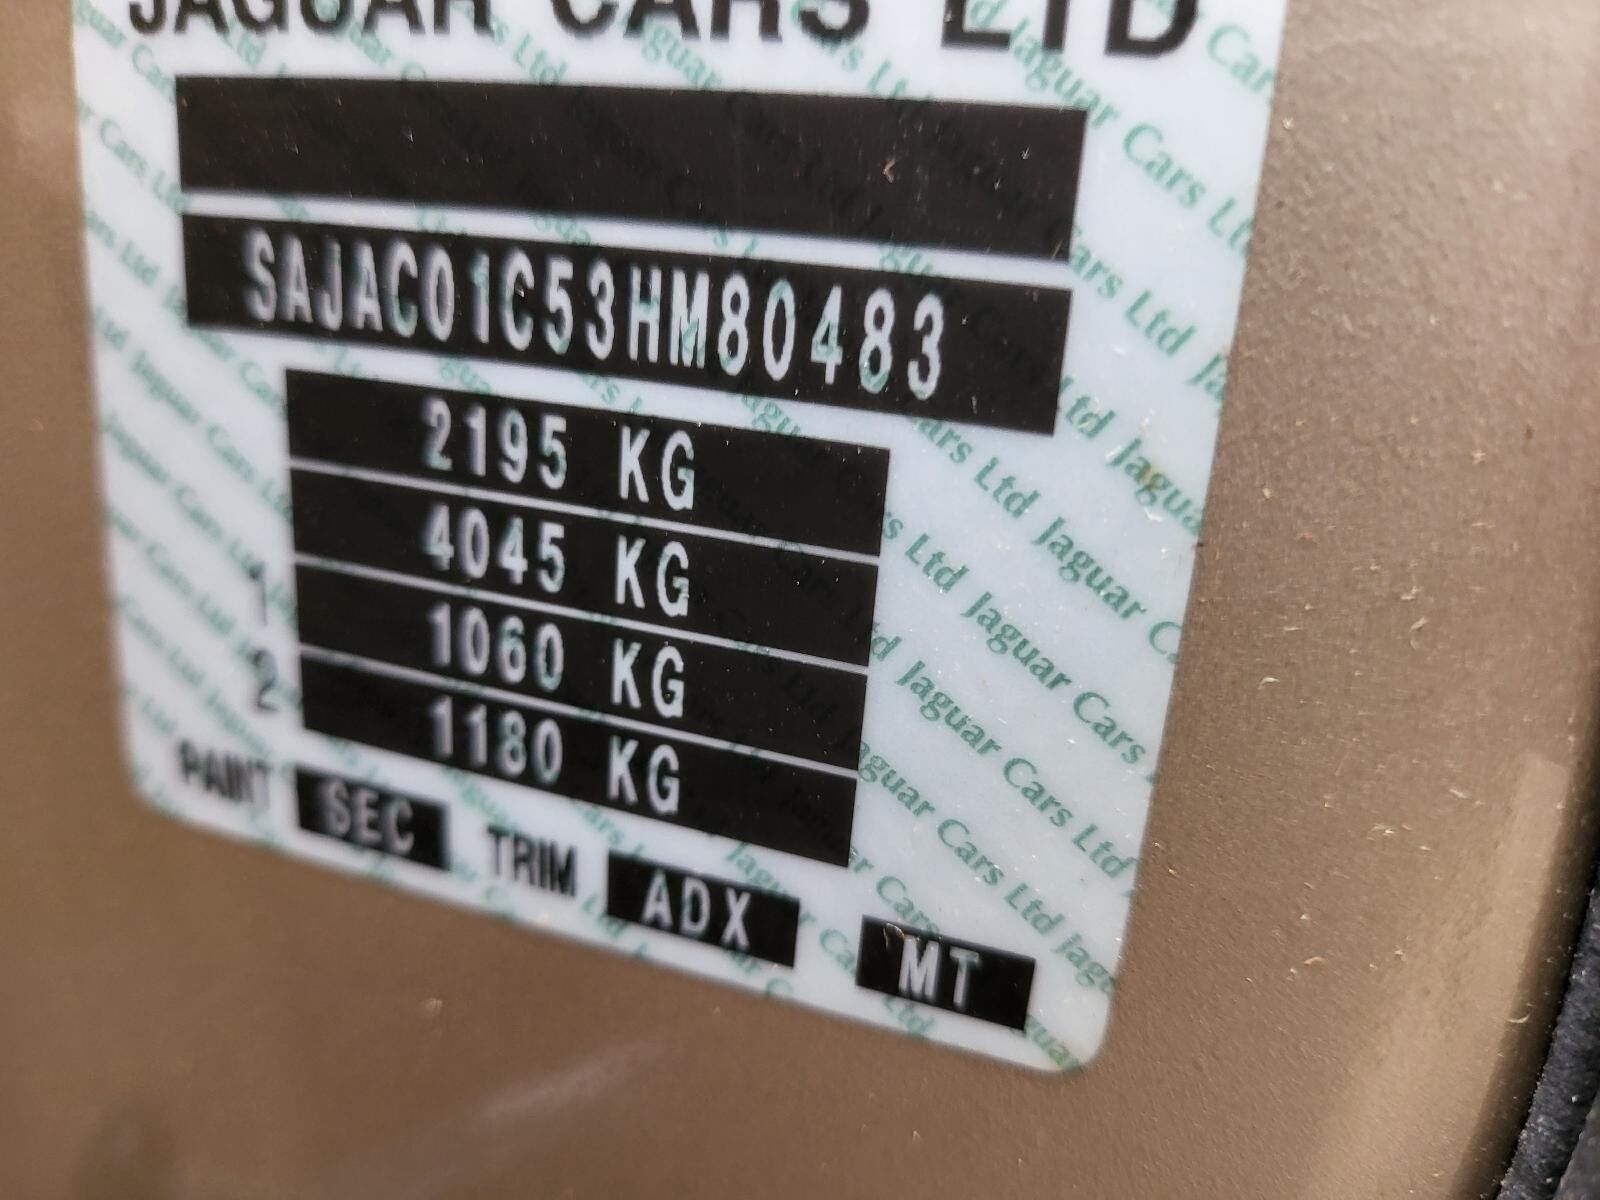 JAGUAR CARS LTD
SAJAC01C53HM80483
2195 KG
4045 KG
1 1060 KG
2 1180 KG
PAINT SEC TRIM ADX MT